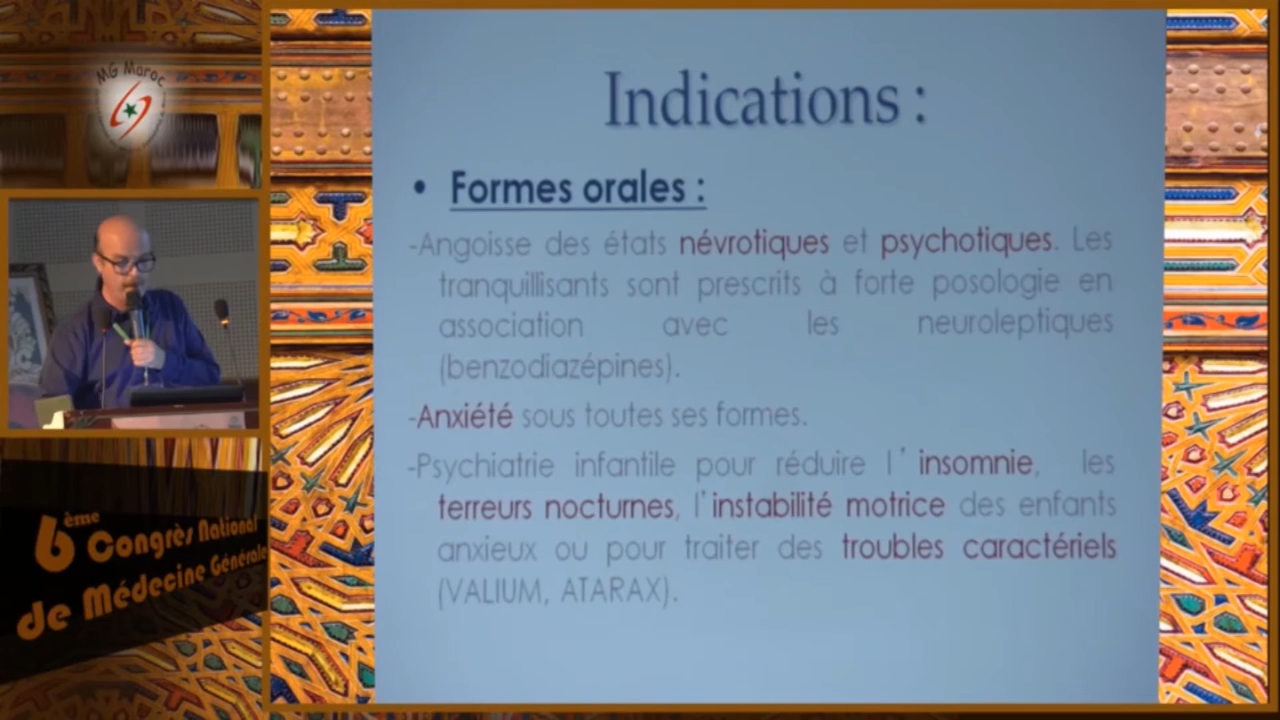 MG Maroc
Indications :
• Formes orales :
-Angoisse des états névrotiques et psychotiques. Les
tranquillisants sont prescrits à forte posologie en
association avec les neuroleptiques
(benzodiazépines).
-Anxiété sous toutes ses formes.
-Psychiatrie infantile pour réduire l'insomnie, les
terreurs nocturnes, l'instabilité motrice des enfants
anxieux ou pour traiter des troubles caractériels
(VALIUM, ATARAX).
6ème Congrès National
de Médecine Générale